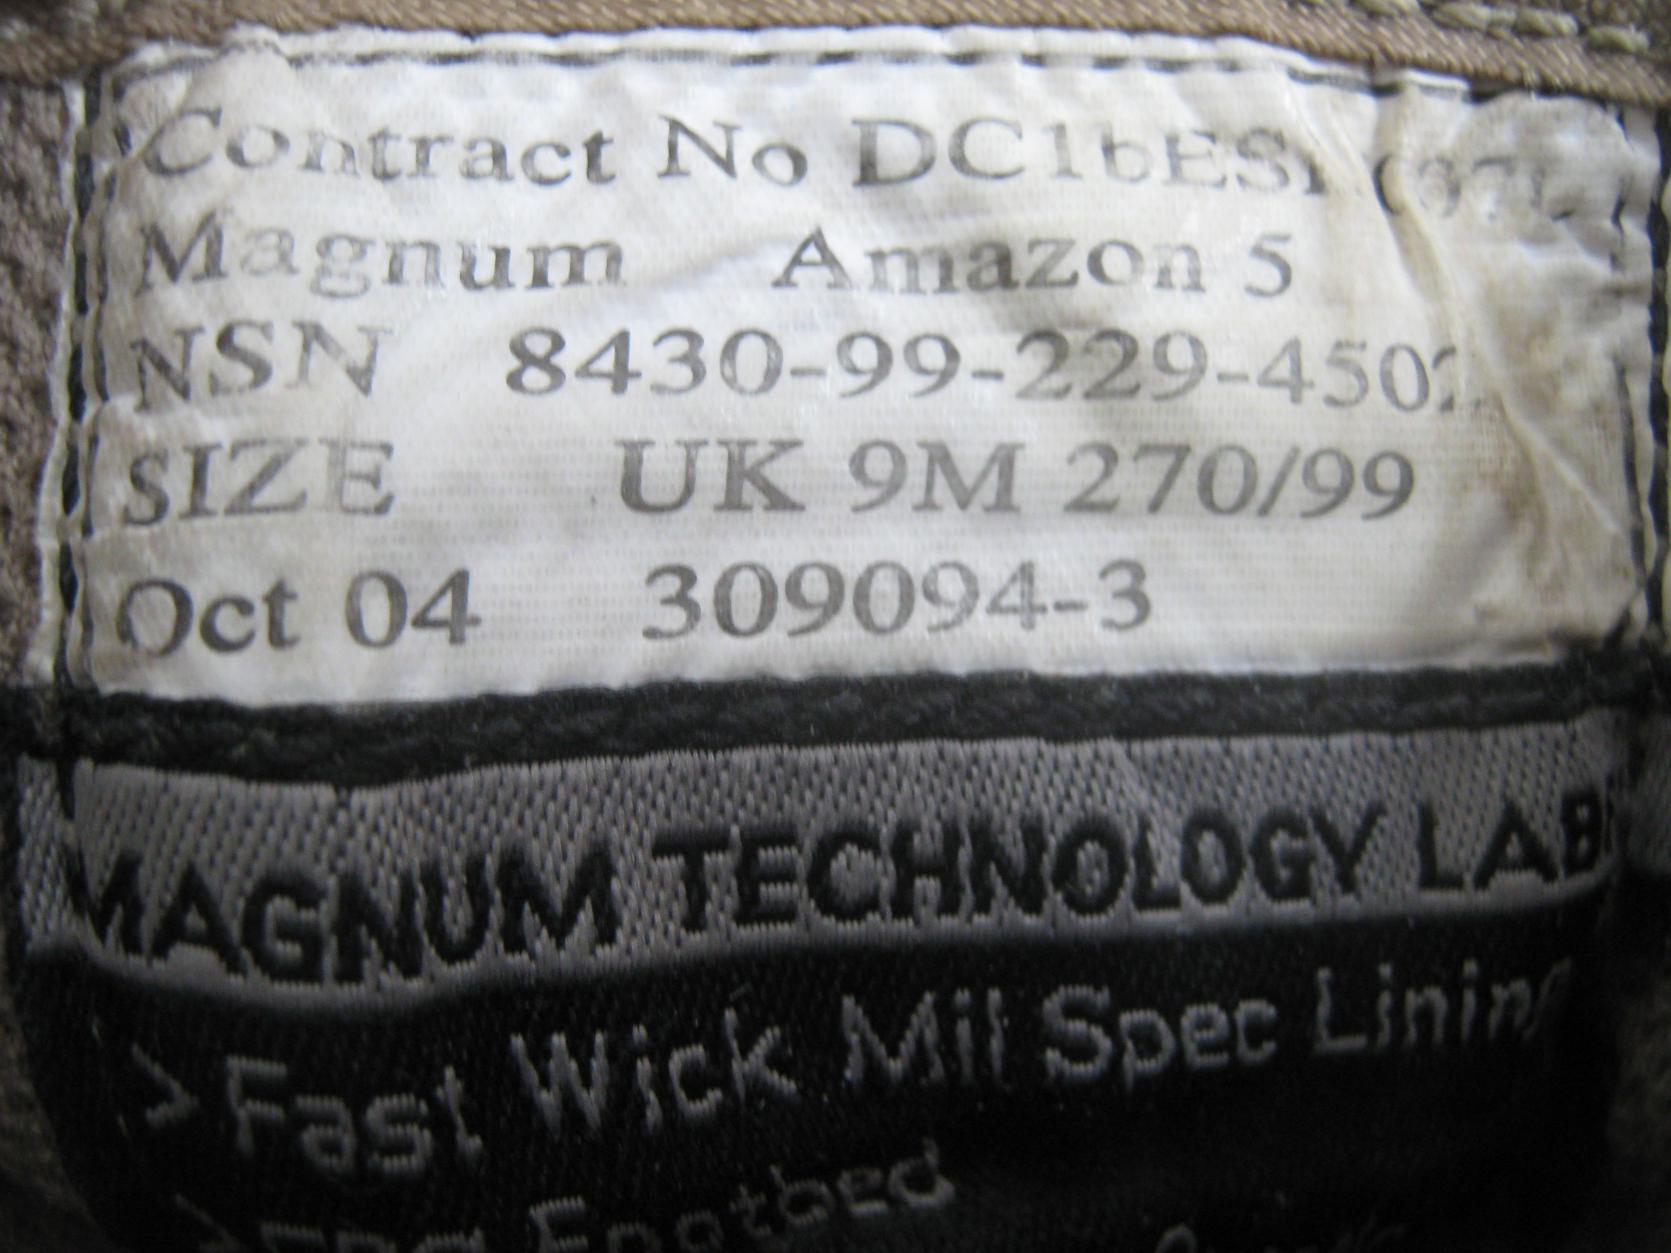 Contract No
Magnum Amazon 5
NSN 8430-99-229-4502
SIZE UK 9M 270/99
Oct 04 309094-3
MAGNUM TECHNOLOGY LAB
> Fast Wick Mil Spec Lining
> Footbed